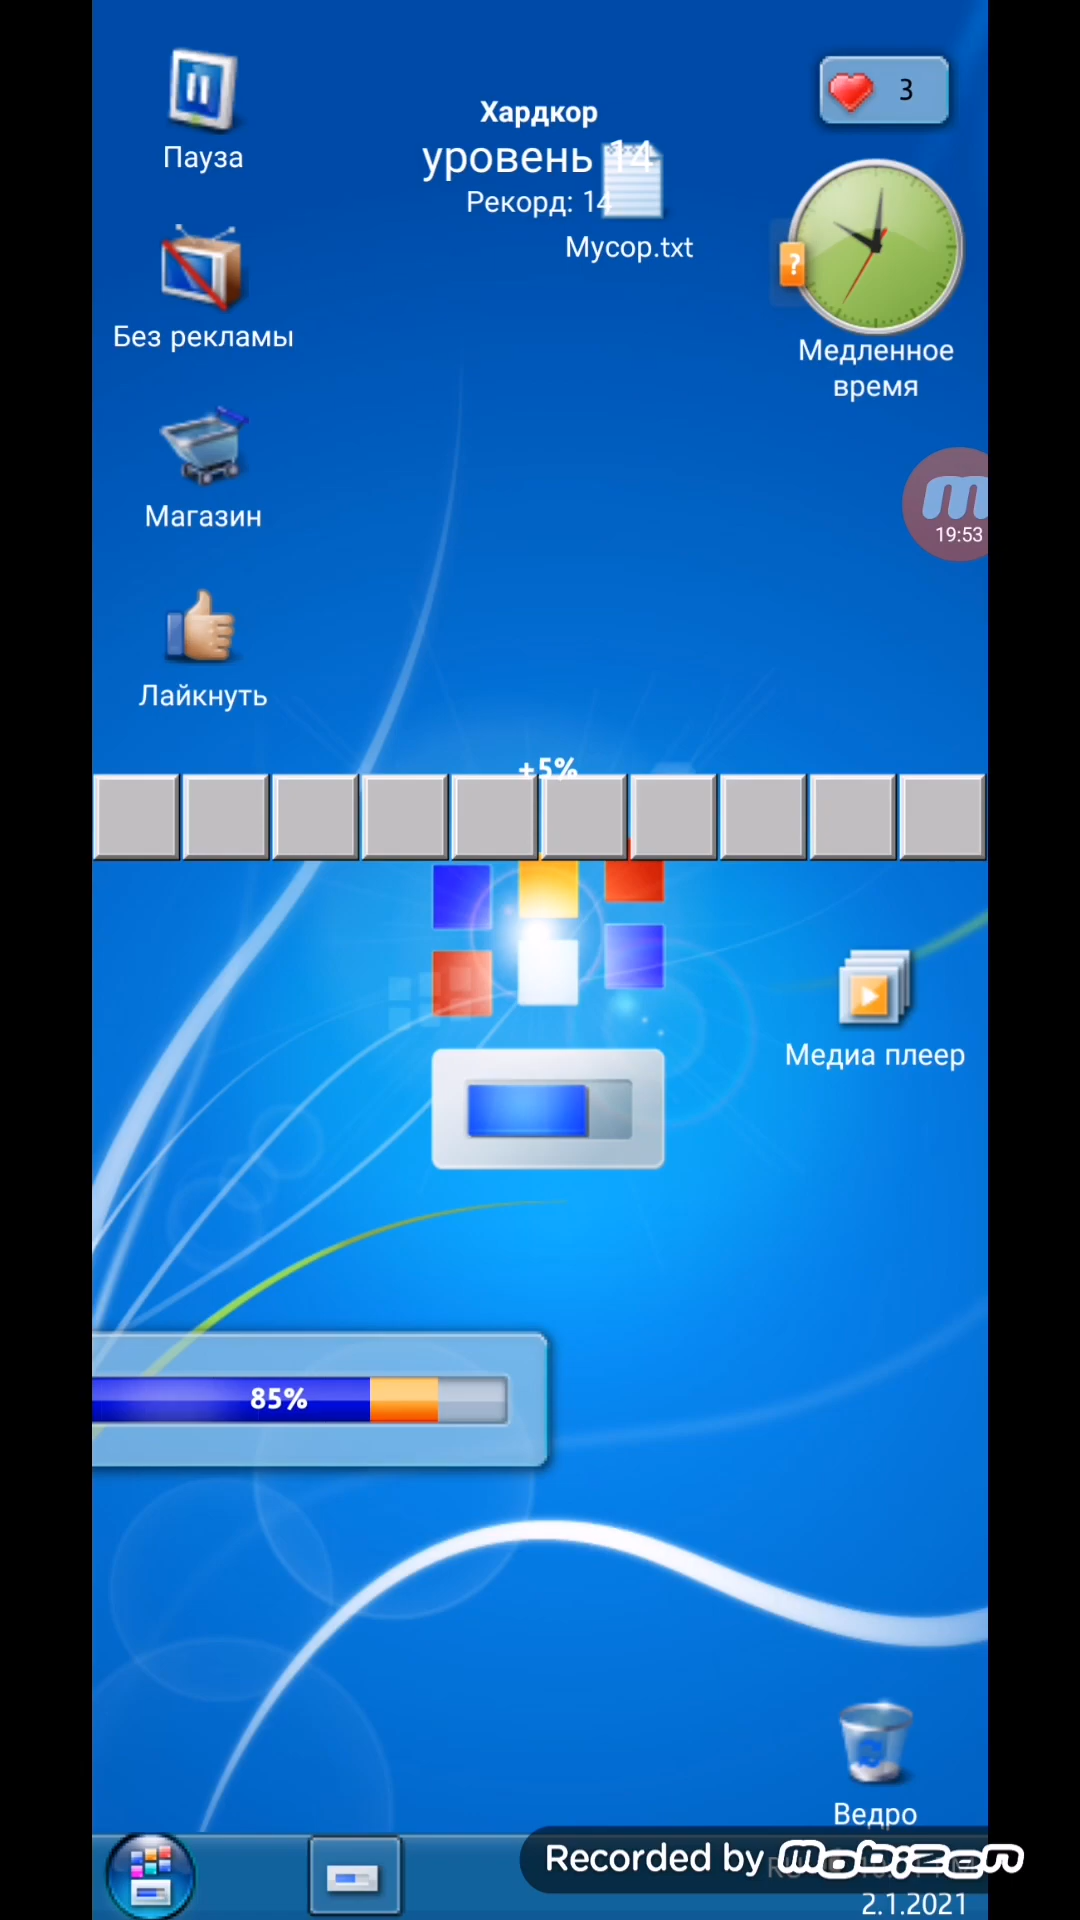 Пауза
Хардкор
уровень 14
Рекорд: 14
Мусор.txt
3
?
Медленное
время
Без рекламы
Магазин
19:53
Лайкнуть
+5%
Медиа плеер
85%
Ведро
Recorded by mobizen
2.1.2021